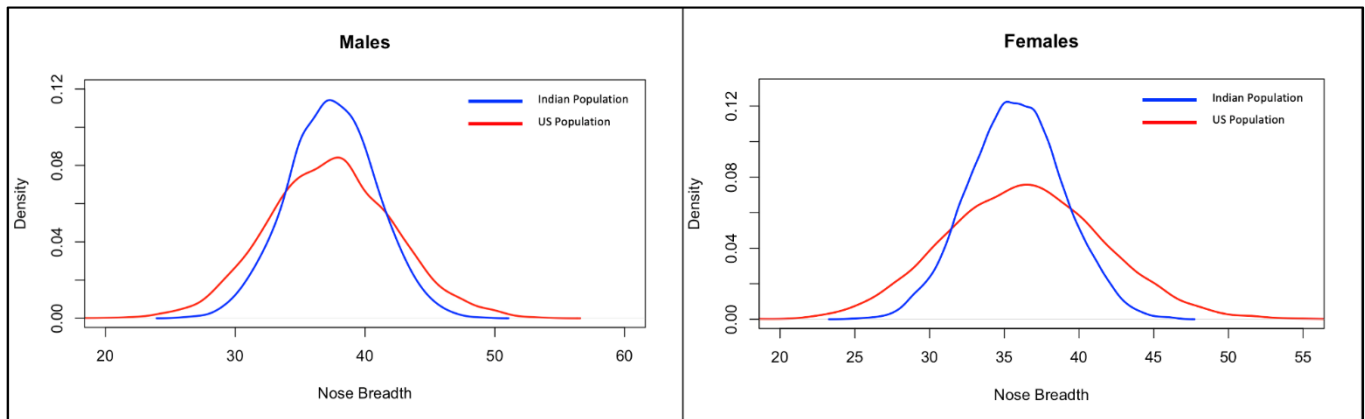 Males
Density
0.12
0.08
0.04
0.00
Indian Population
US Population
20 30 40 50 60
Nose Breadth
Females
Density
0.12
0.08
0.04
0.00
Indian Population
US Population
20 25 30 35 40 45 50 55
Nose Breadth